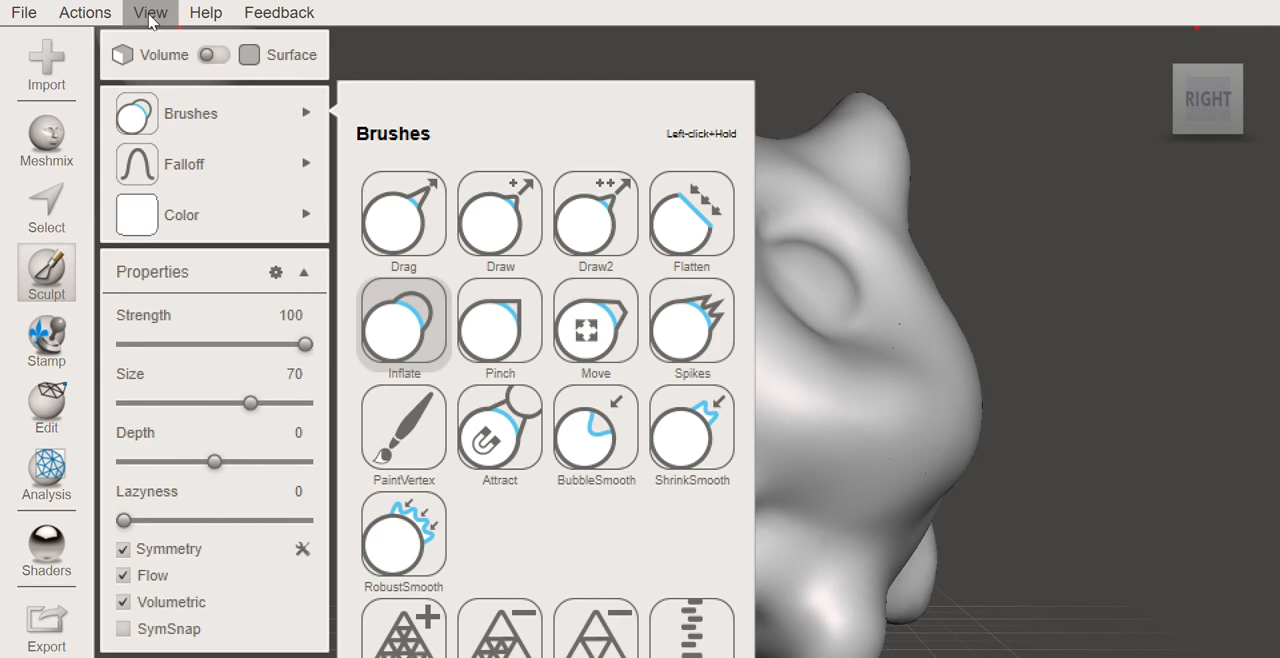 File Actions View Help Feedback
Import
Meshmix
Select
Sculpt
Stamp
Edit
Analysis
Shaders
Export
Volume Surface
Brushes
Falloff
Color
Properties
Strength 100
Size 70
Depth 0
Lazyness 0
Symmetry
Flow
Volumetric
SymSnap
Brushes Left-click+Hold
Drag Draw Draw2 Flatten
Inflate Pinch Move Spikes
PaintVertex Attract BubbleSmooth ShrinkSmooth
RobustSmooth
RIGHT